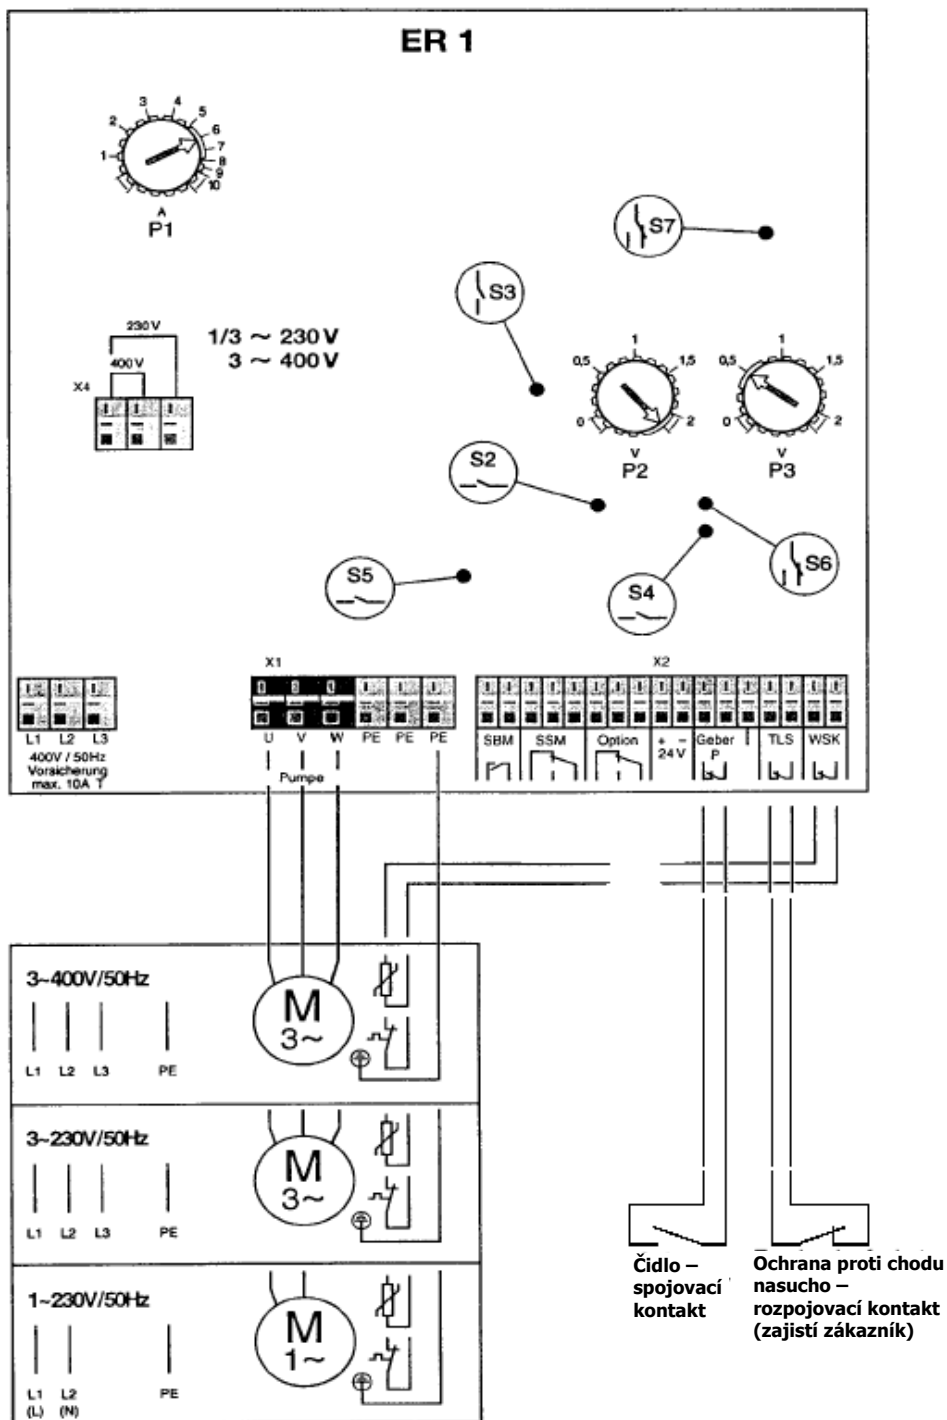 ER 1
1 2 3 4 5 6 7 8 9 10
A
P1
S7
S3
230 V
400 V
X4
1/3 ~ 230 V
3 ~ 400 V
0 0,5 1 1,5 2
V
P2
0 0,5 1 1,5 2
V
P3
S2
S5
S4
S6
X1
X2
L1 L2 L3
400V / 50Hz
Vorsicherung
max. 10A T
U V W PE PE PE
Pumpe
SBM SSM Option + − 24V Geber P I TLS WSK
3~400V/50Hz
M
3~
L1 L2 L3 PE
3~230V/50Hz
M
3~
L1 L2 L3 PE
1~230V/50Hz
M
1~
L1 L2 PE
(L) (N)
Čidlo –
spojovací
kontakt
Ochrana proti chodu
nasucho –
rozpojovací kontakt
(zajistí zákazník)